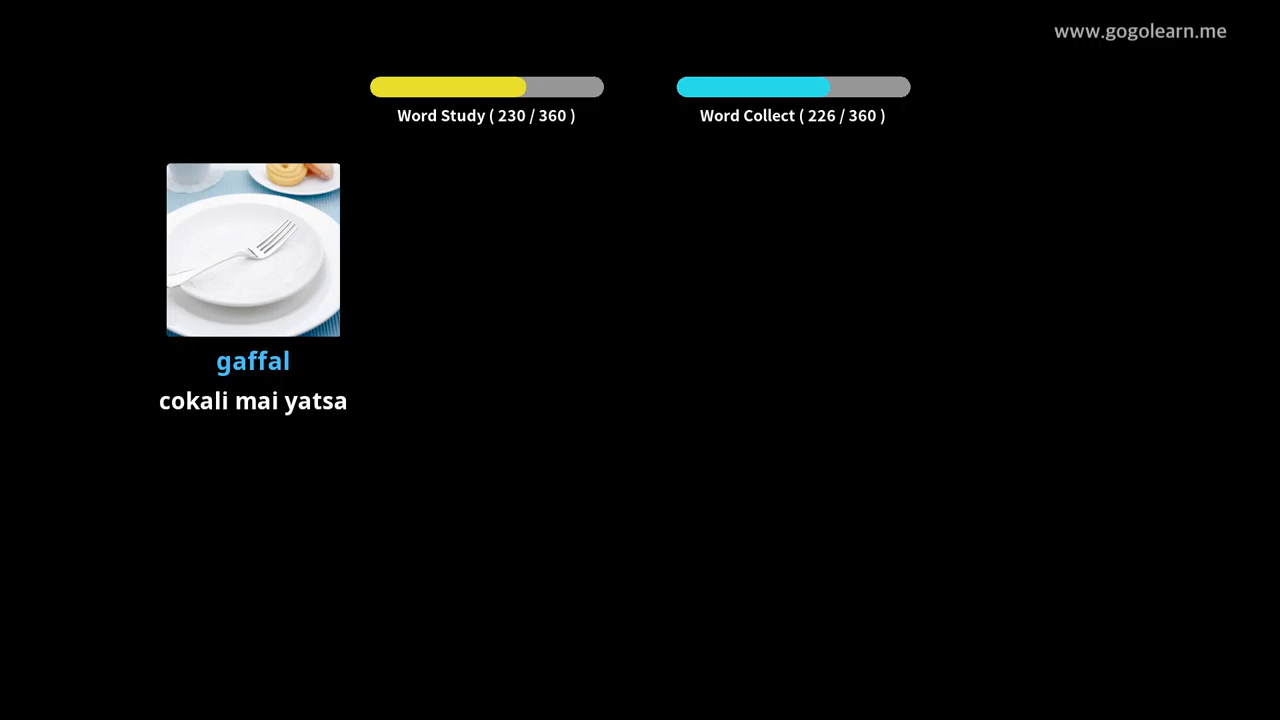 www.gogolearn.me
Word Study ( 230 / 360 )
Word Collect ( 226 / 360 )
gaffal
cokali mai yatsa